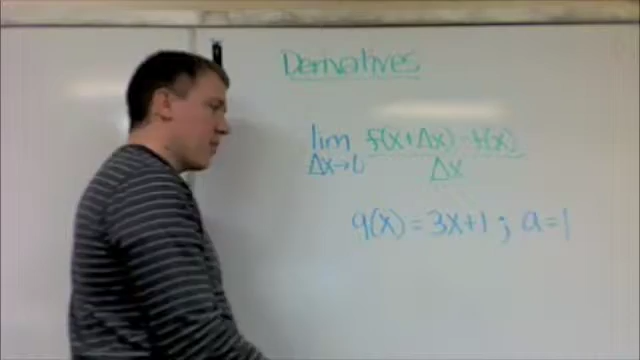 Derivatives
lim f(x+Δx)-f(x)
Δx→0 Δx
g(x) = 3x+1 ; a=1